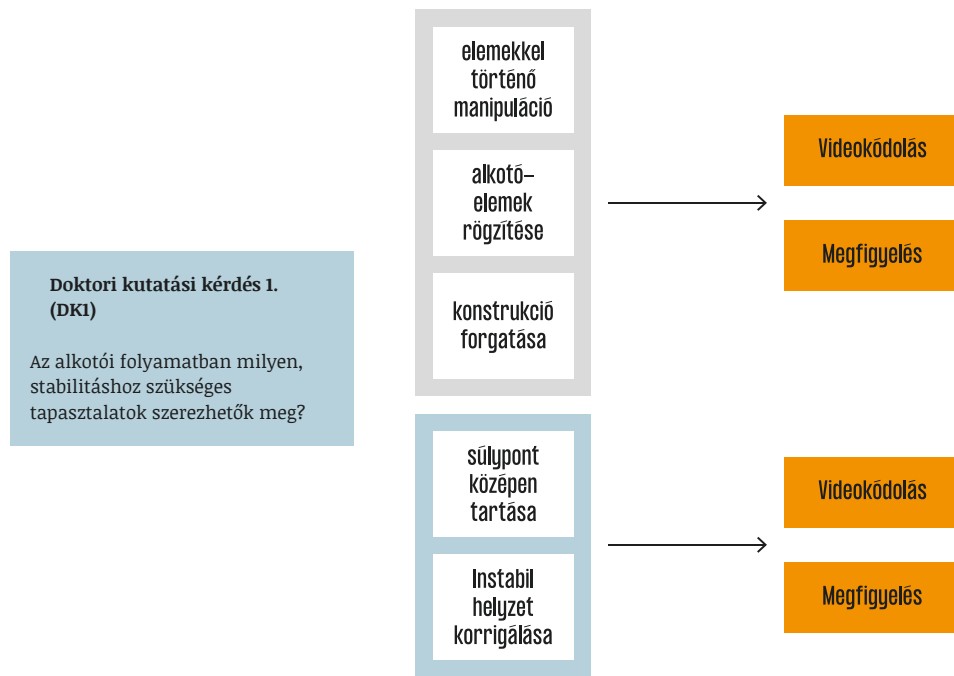 Doktori kutatási kérdés 1.
(DK1)
Az alkotói folyamatban milyen,
stabilitáshoz szükséges
tapasztalatok szerezhetők meg?
elemekkel
történő
manipuláció
alkotó–
elemek
rögzítése
konstrukció
forgatása
Videokódolás
Megfigyelés
súlypont
középen
tartása
Instabil
helyzet
korrigálása
Videokódolás
Megfigyelés